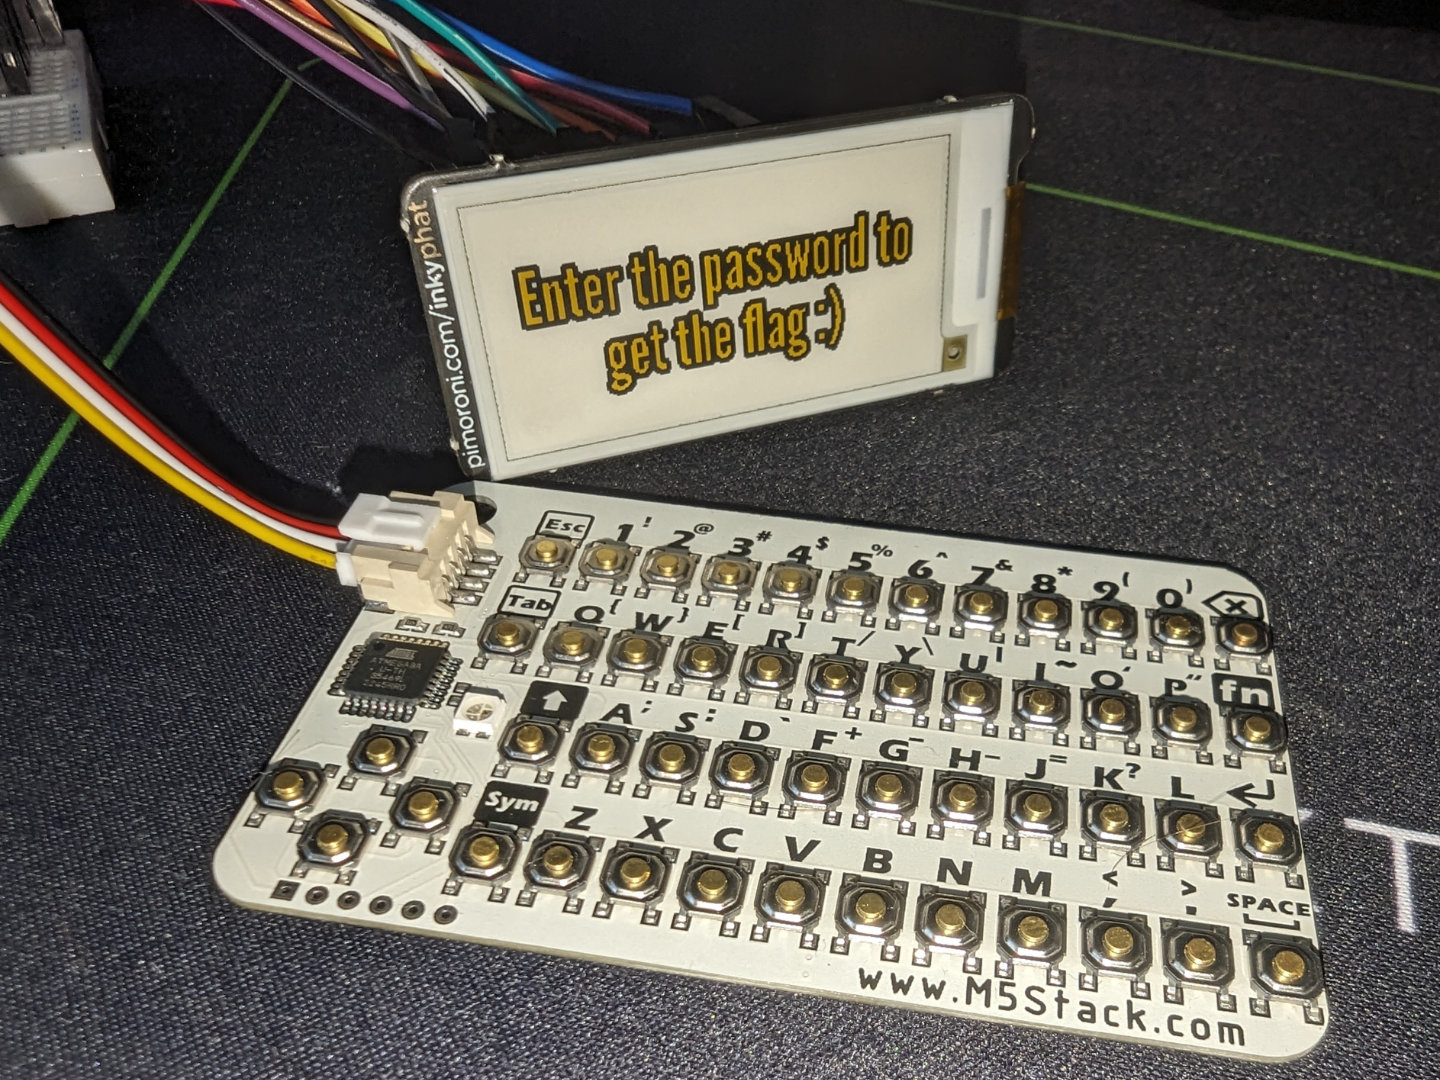 Enter the password to
get the flag :)
pimoroni.com/inkyphat
Esc 1 ! 2 @ 3 # 4 $ 5 % 6 ^ 7 & 8 * 9 ( 0 )
Tab Q { W } E [ R ] T / Y \ U | I ~ O ' P " fn
A ; S : D ` F + G - H _ J = K ? L
Sym Z X C V B N M , < . > SPACE
www.M5Stack.com